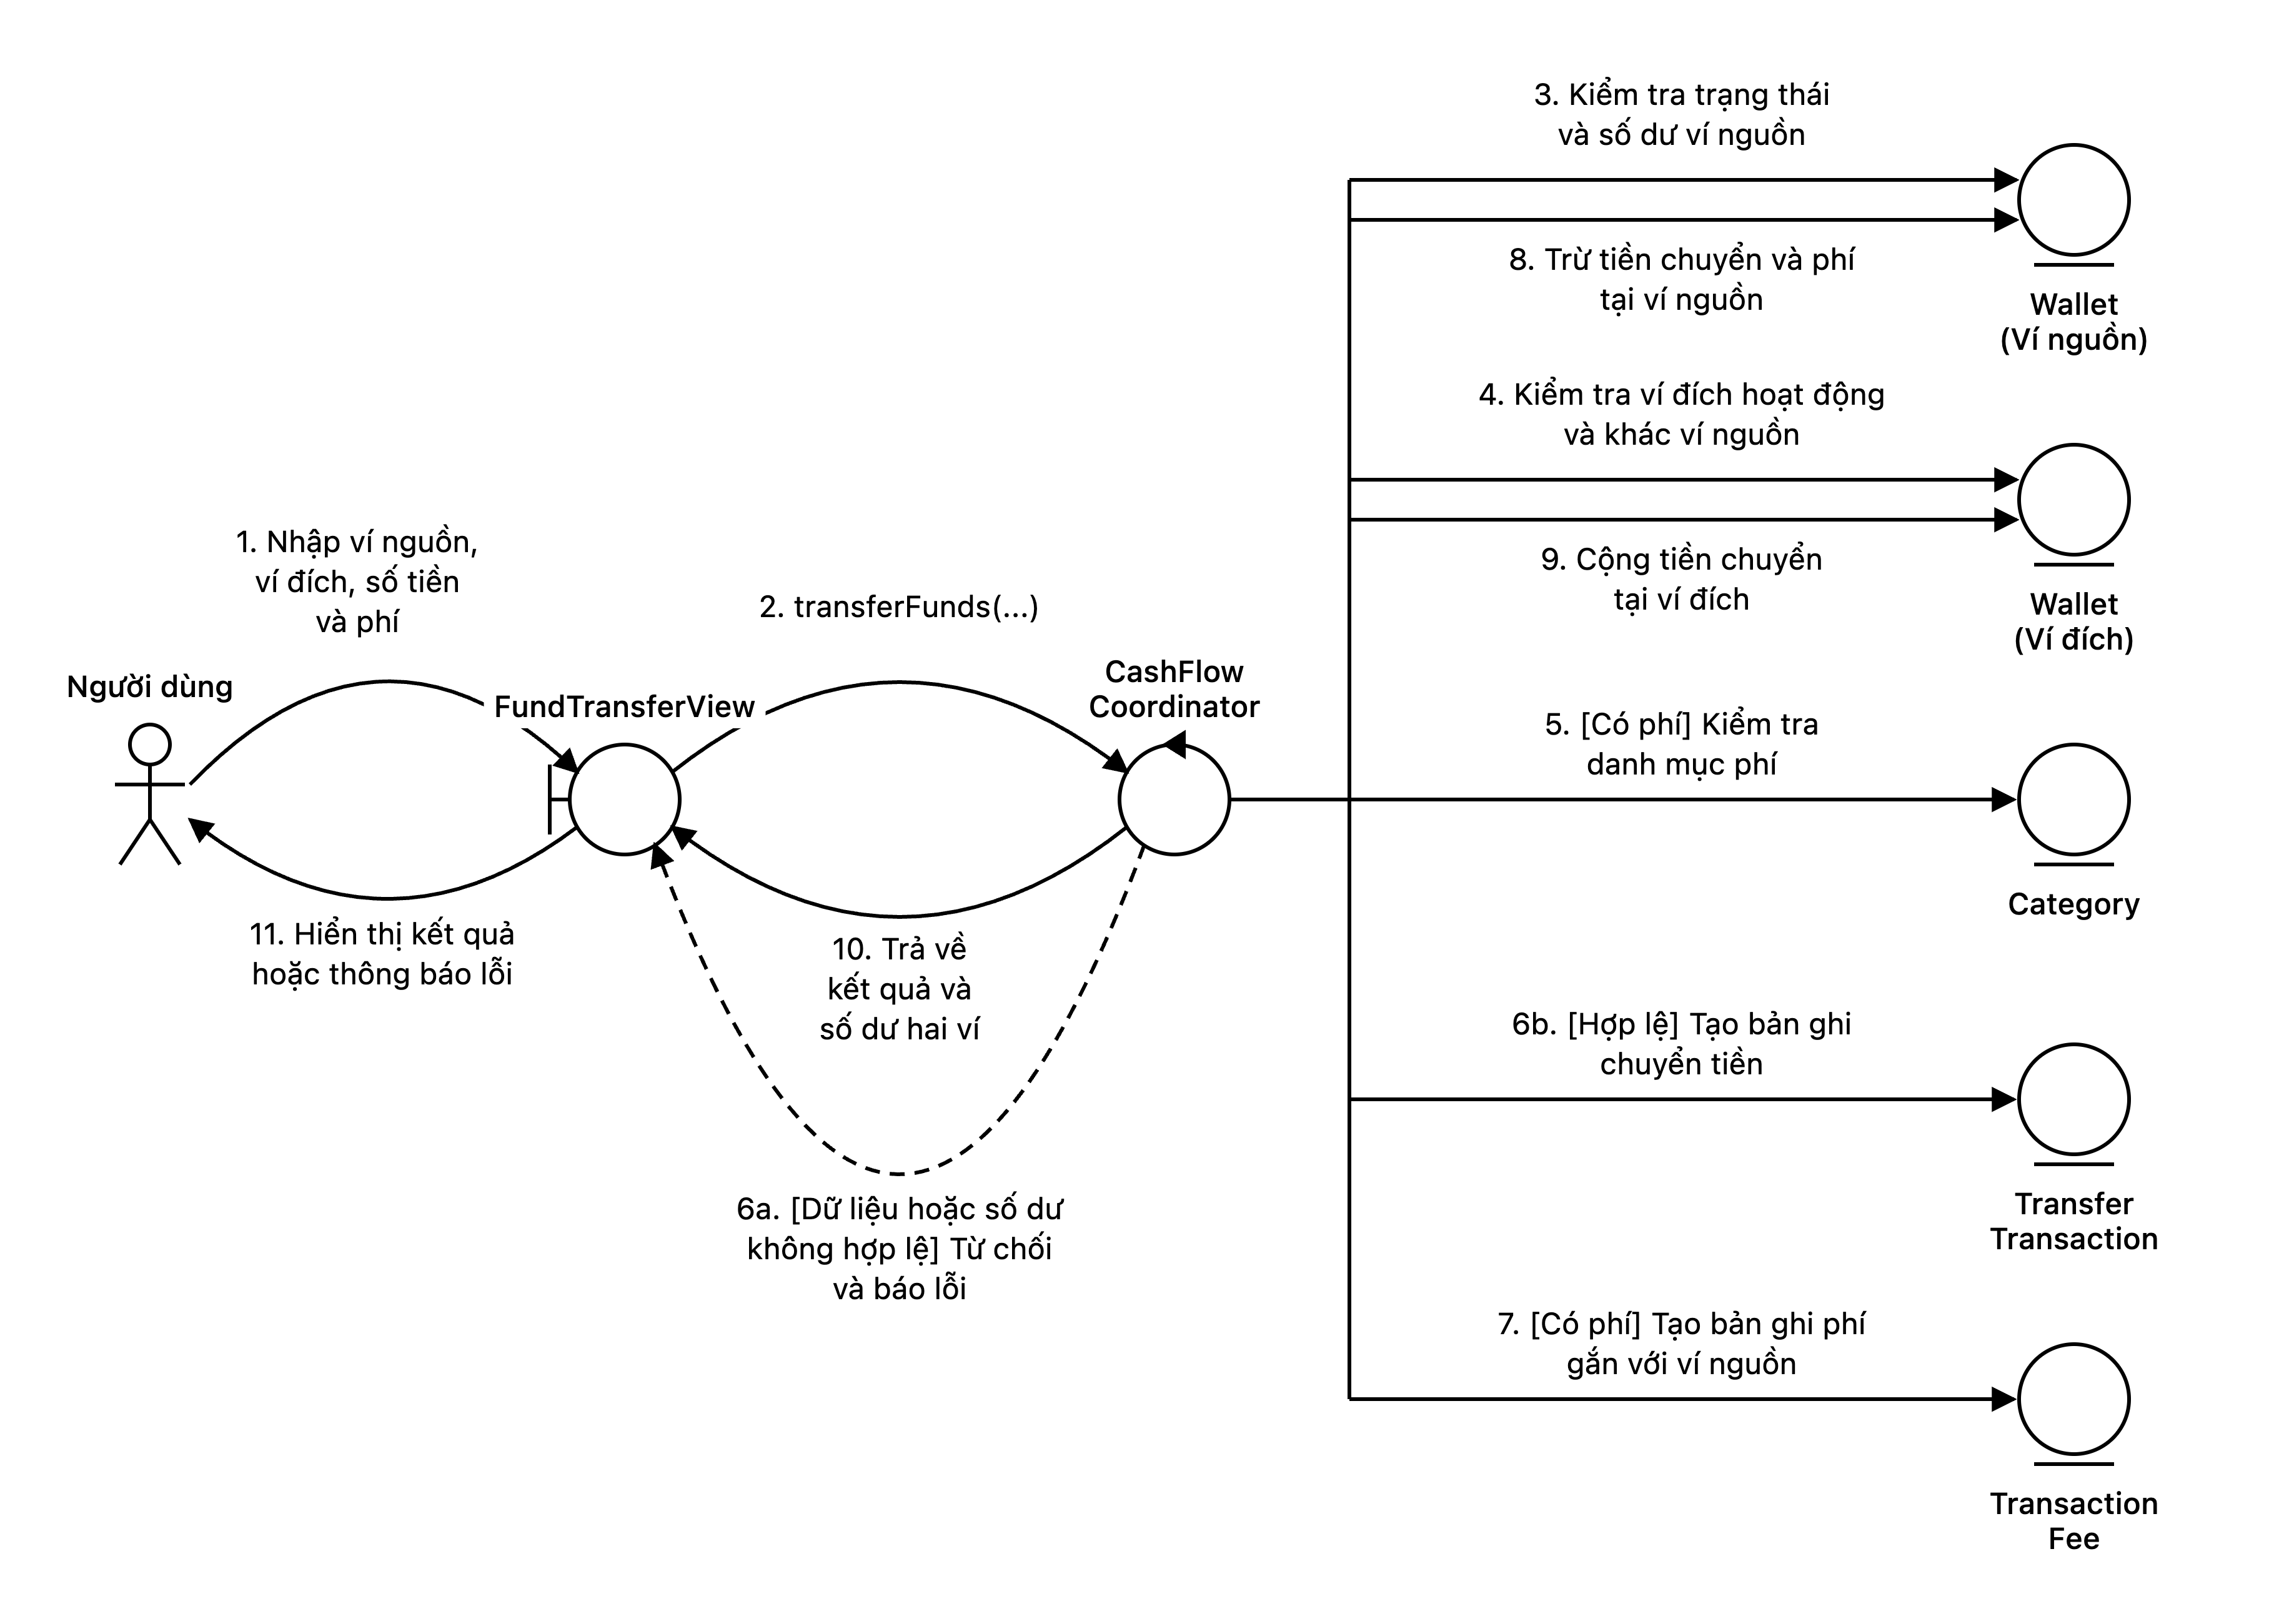 3. Kiểm tra trạng thái
và số dư ví nguồn
8. Trừ tiền chuyển và phí
tại ví nguồn
Wallet
(Ví nguồn)
4. Kiểm tra ví đích hoạt động
và khác ví nguồn
9. Cộng tiền chuyển
tại ví đích
Wallet
(Ví đích)
1. Nhập ví nguồn,
ví đích, số tiền
và phí
2. transferFunds(...)
Người dùng
FundTransferView
CashFlow
Coordinator
5. [Có phí] Kiểm tra
danh mục phí
Category
11. Hiển thị kết quả
hoặc thông báo lỗi
10. Trả về
kết quả và
số dư hai ví
6b. [Hợp lệ] Tạo bản ghi
chuyển tiền
Transfer
Transaction
6a. [Dữ liệu hoặc số dư
không hợp lệ] Từ chối
và báo lỗi
7. [Có phí] Tạo bản ghi phí
gắn với ví nguồn
Transaction
Fee